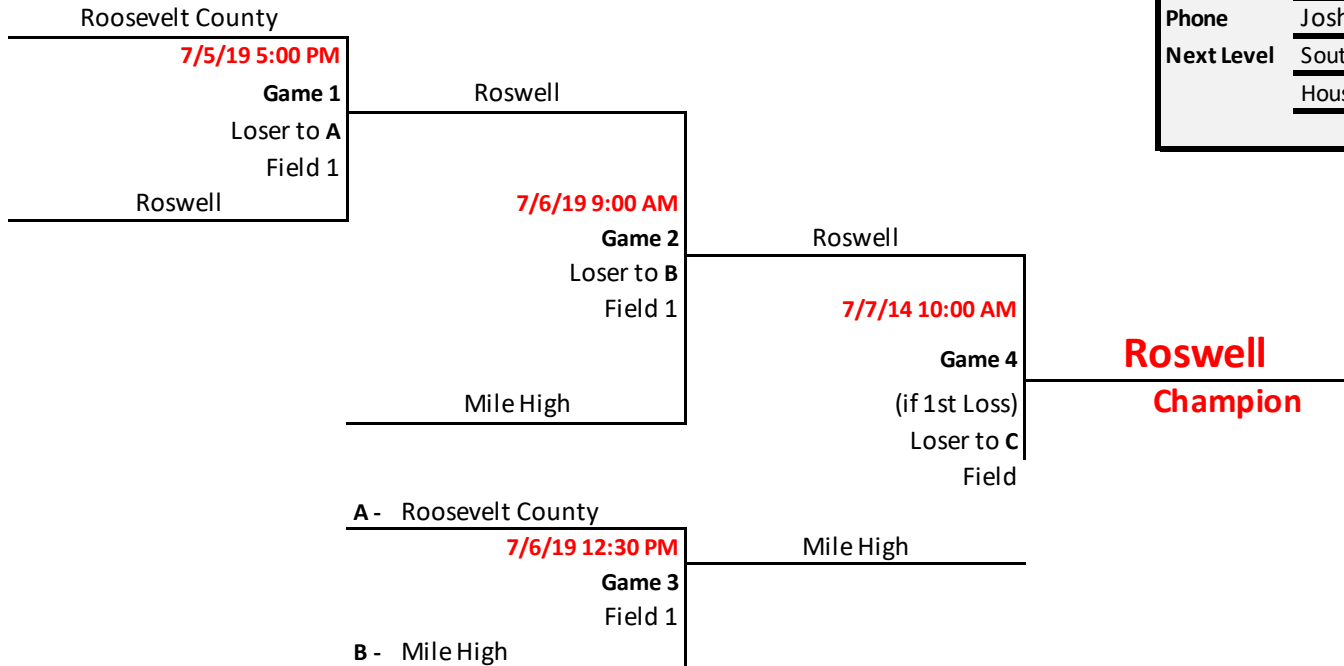 Roosevelt County
7/5/19 5:00 PM
Game 1
Loser to A
Field 1
Roswell
Roswell
7/6/19 9:00 AM
Game 2
Loser to B
Field 1
Mile High
Roswell
7/7/14 10:00 AM
Game 4
(if 1st Loss)
Loser to C
Field
Roswell
Champion
A - Roosevelt County
7/6/19 12:30 PM
Game 3
Field 1
B - Mile High
Mile High
Phone
Next Level